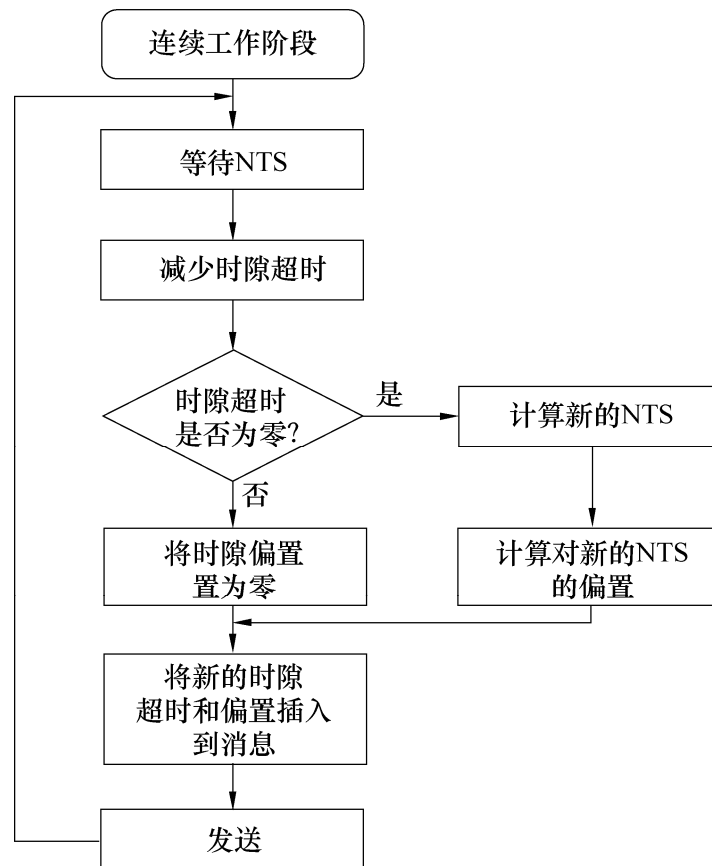 连续工作阶段
等待NTS
减少时隙超时
时隙超时
是否为零?
是
计算新的NTS
否
将时隙偏置
置为零
计算对新的NTS
的偏置
将新的时隙
超时和偏置插入
到消息
发送